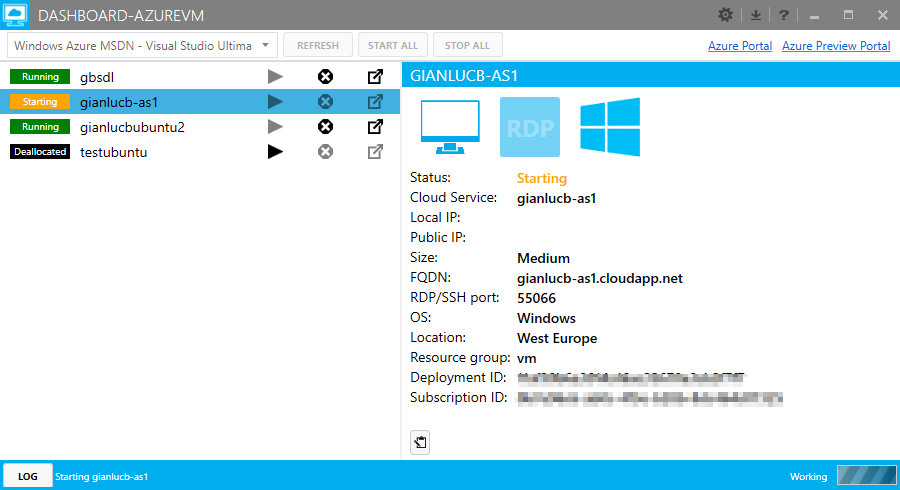 DASHBOARD-AZUREVM
?
Windows Azure MSDN - Visual Studio Ultima
REFRESH
START ALL
STOP ALL
Azure Portal
Azure Preview Portal
Running gbsdl
Starting gianlucb-as1
Running gianlucbubuntu2
Deallocated testubuntu
GIANLUCB-AS1
RDP
Status: Starting
Cloud Service: gianlucb-as1
Local IP:
Public IP:
Size: Medium
FQDN: gianlucb-as1.cloudapp.net
RDP/SSH port: 55066
OS: Windows
Location: West Europe
Resource group: vm
Deployment ID:
Subscription ID:
LOG
Starting gianlucb-as1
Working